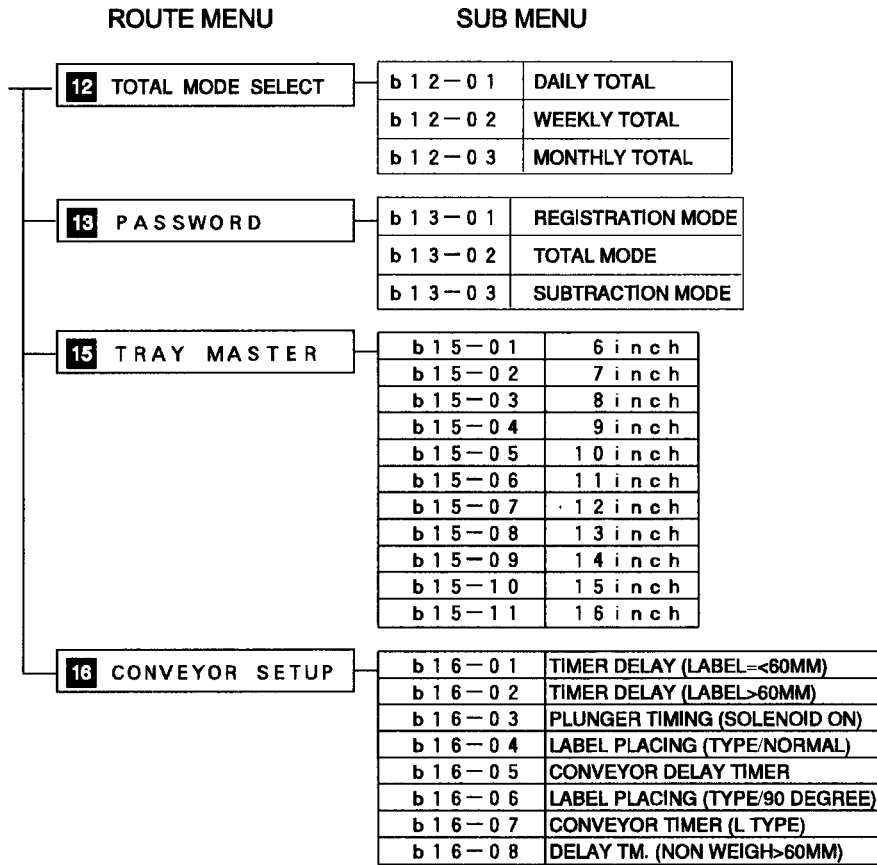 ROUTE MENU SUB MENU
12 TOTAL MODE SELECT b12-01 DAILY TOTAL
b12-02 WEEKLY TOTAL
b12-03 MONTHLY TOTAL
13 PASSWORD b13-01 REGISTRATION MODE
b13-02 TOTAL MODE
b13-03 SUBTRACTION MODE
15 TRAY MASTER b15-01 6inch
b15-02 7inch
b15-03 8inch
b15-04 9inch
b15-05 10inch
b15-06 11inch
b15-07 12inch
b15-08 13inch
b15-09 14inch
b15-10 15inch
b15-11 16inch
16 CONVEYOR SETUP b16-01 TIMER DELAY (LABEL=<60MM)
b16-02 TIMER DELAY (LABEL>60MM)
b16-03 PLUNGER TIMING (SOLENOID ON)
b16-04 LABEL PLACING (TYPE/NORMAL)
b16-05 CONVEYOR DELAY TIMER
b16-06 LABEL PLACING (TYPE/90 DEGREE)
b16-07 CONVEYOR TIMER (L TYPE)
b16-08 DELAY TM. (NON WEIGH>60MM)